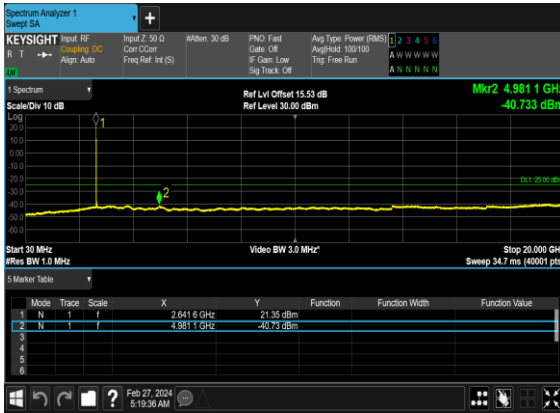 Spectrum Analyzer 1
Swept SA
+
KEYSIGHT Input: RF Input Z: 50 Ω #Atten: 30 dB PNO: Fast Avg Type: Power (RMS) 1 2 3 4 5 6
R T Coupling: DC Corr CCorr Gate: Off Avg|Hold: 100/100 A W W W W W
Align: Auto Freq Ref: Int (S) IF Gain: Low Trig: Free Run
Sig Track: Off A N N N N N
1 Spectrum Ref Lvl Offset 15.53 dB Mkr2 4.981 1 GHz
Scale/Div 10 dB Ref Level 30.00 dBm -40.733 dBm
Log
20.0
10.0
0.00
-10.0
-20.0
-30.0
-40.0
-50.0
-60.0
1
2
DL1 -25.00 dBm
Start 30 MHz Video BW 3.0 MHz* Stop 20.000 GHz
#Res BW 1.0 MHz Sweep 34.7 ms (40001 pts)
5 Marker Table
Mode Trace Scale X Y Function Function Width Function Value
1 N 1 f 2.641 6 GHz 21.35 dBm
2 N 1 f 4.981 1 GHz -40.73 dBm
3
4
5
6
? Feb 27, 2024
5:19:36 AM